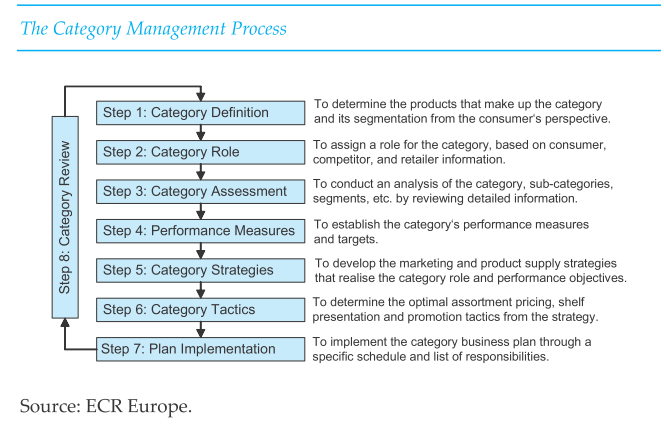 The Category Management Process
Step 1: Category Definition
To determine the products that make up the category
and its segmentation from the consumer's perspective.
Step 2: Category Role
To assign a role for the category, based on consumer,
competitor, and retailer information.
Step 3: Category Assessment
To conduct an analysis of the category, sub-categories,
segments, etc. by reviewing detailed information.
Step 4: Performance Measures
To establish the category's performance measures
and targets.
Step 5: Category Strategies
To develop the marketing and product supply strategies
that realise the category role and performance objectives.
Step 6: Category Tactics
To determine the optimal assortment pricing, shelf
presentation and promotion tactics from the strategy.
Step 7: Plan Implementation
To implement the category business plan through a
specific schedule and list of responsibilities.
Step 8: Category Review
Source: ECR Europe.